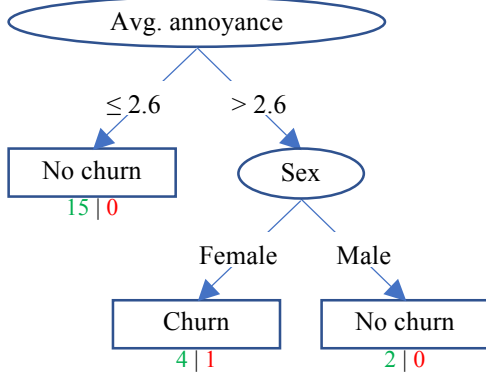 Avg. annoyance
≤ 2.6
> 2.6
No churn
15 | 0
Sex
Female
Male
Churn
4 | 1
No churn
2 | 0